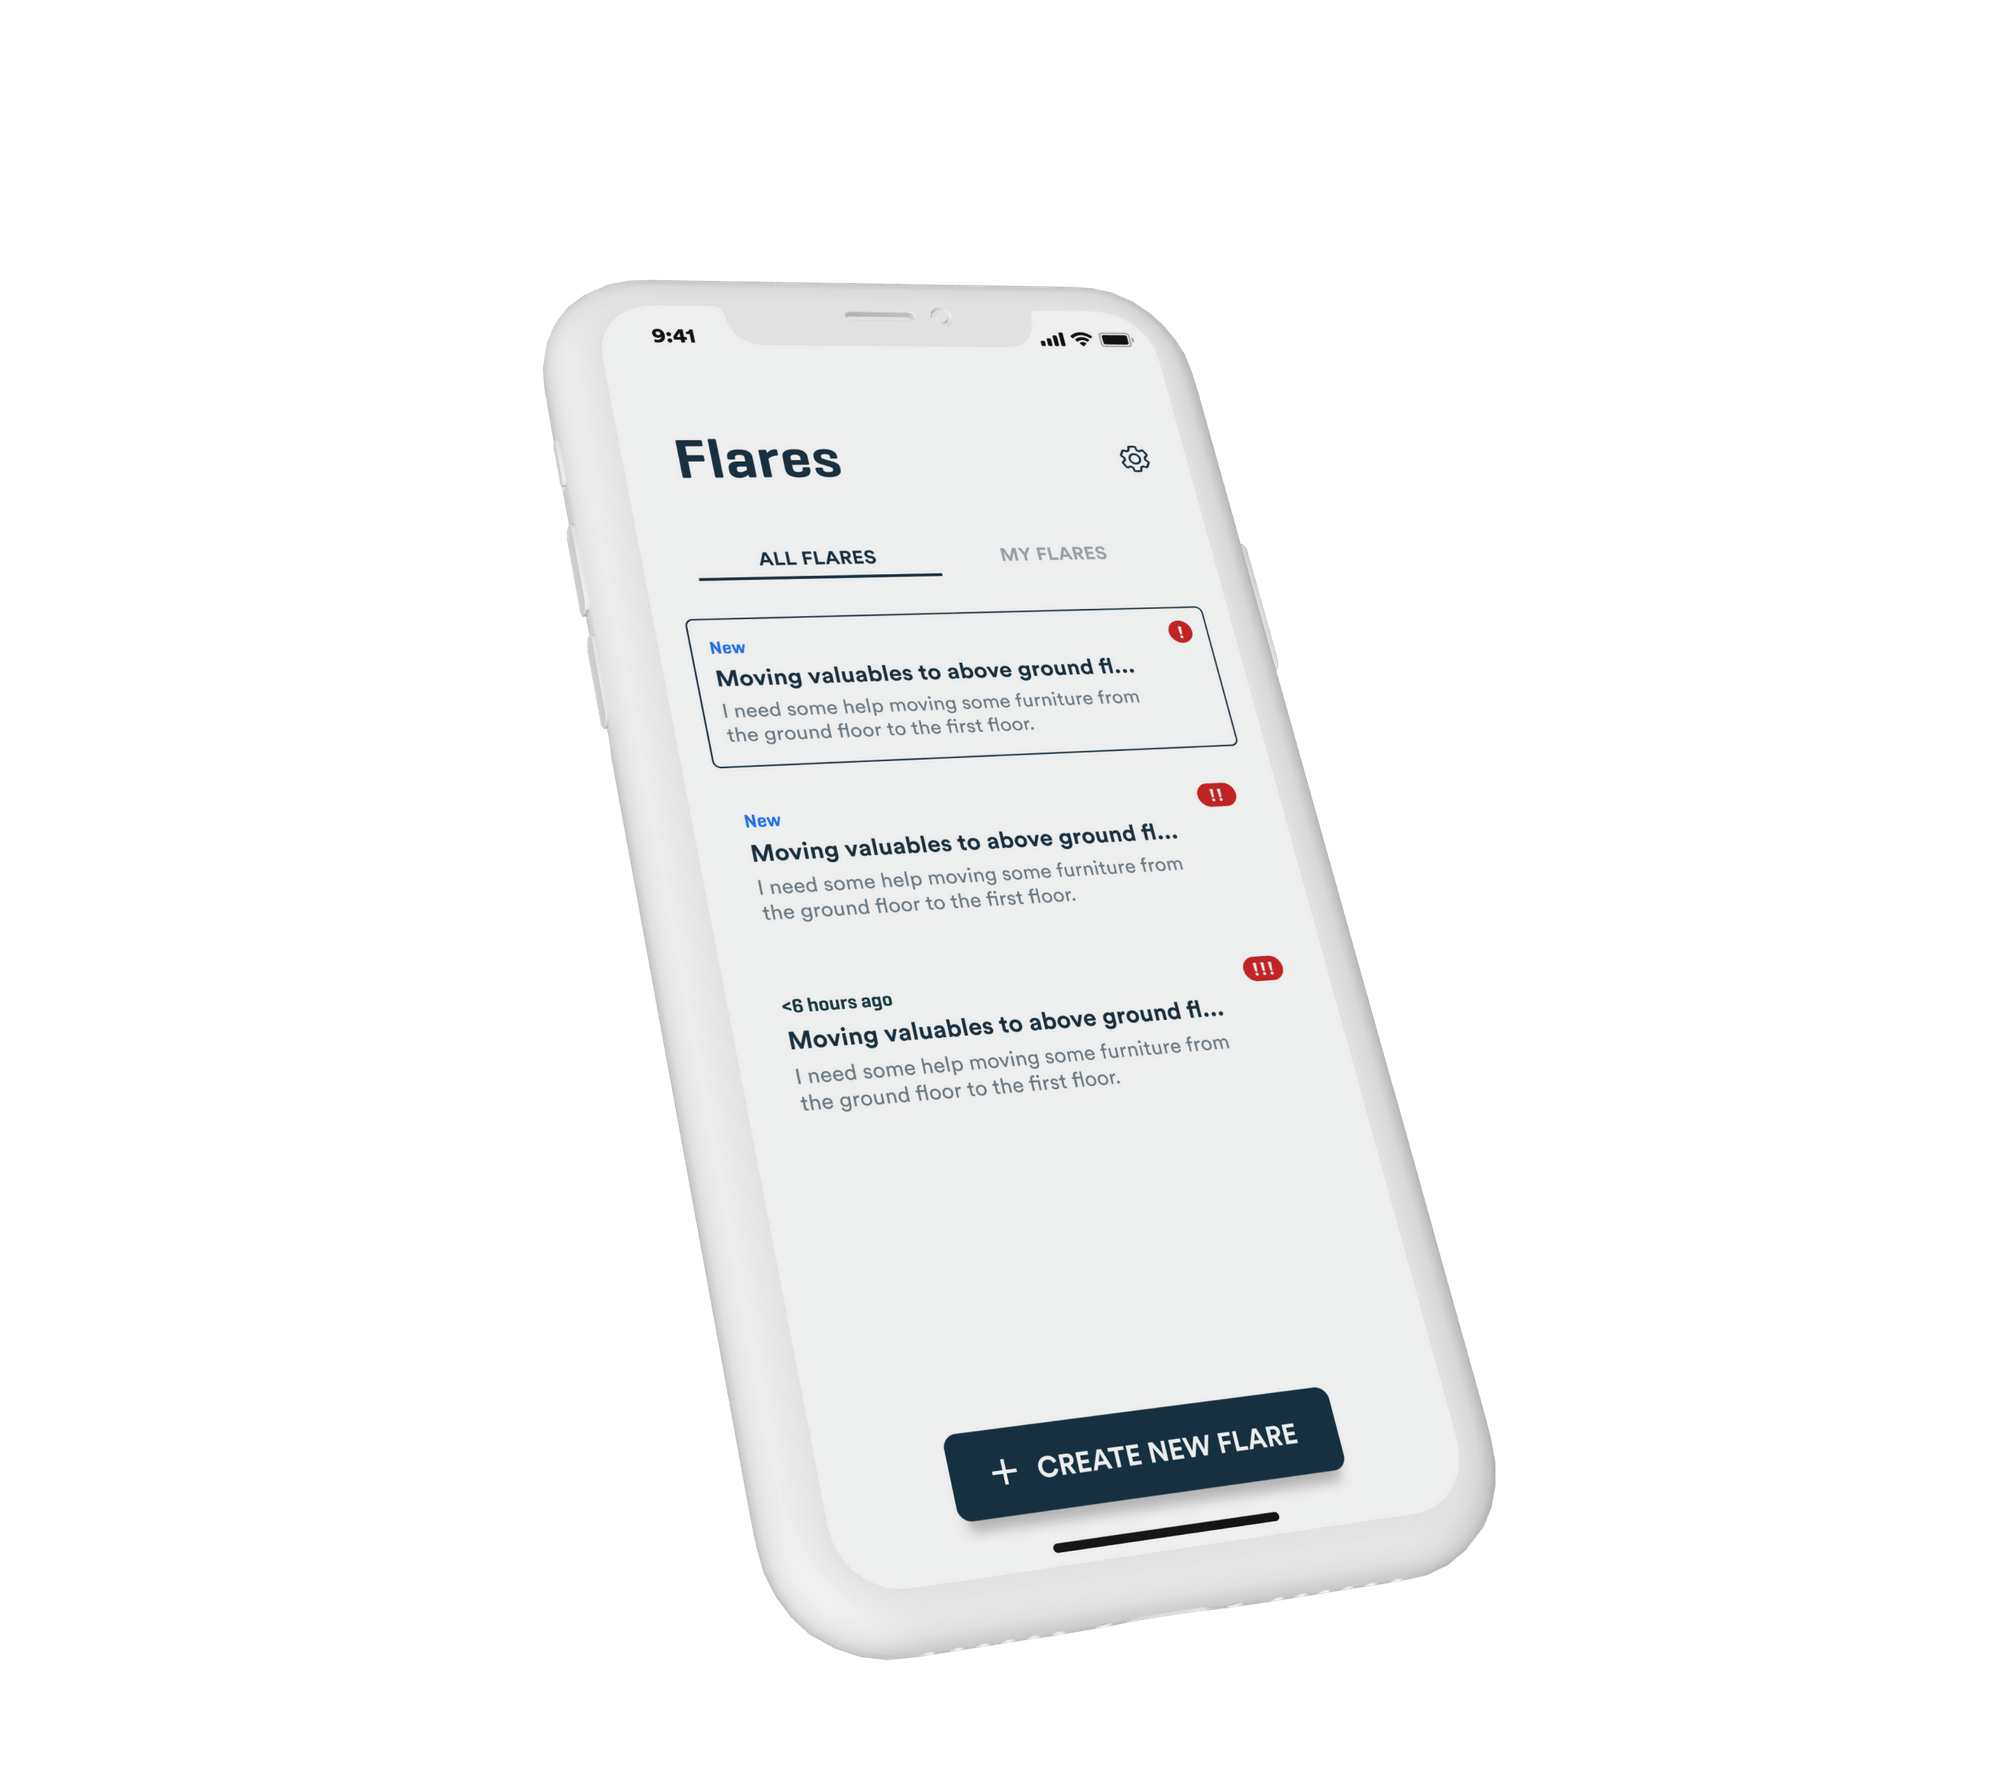 9:41
Flares
ALL FLARES
MY FLARES
New
!
Moving valuables to above ground fl...
I need some help moving some furniture from
the ground floor to the first floor.
New
!!
Moving valuables to above ground fl...
I need some help moving some furniture from
the ground floor to the first floor.
<6 hours ago
!!!
Moving valuables to above ground fl...
I need some help moving some furniture from
the ground floor to the first floor.
+ CREATE NEW FLARE